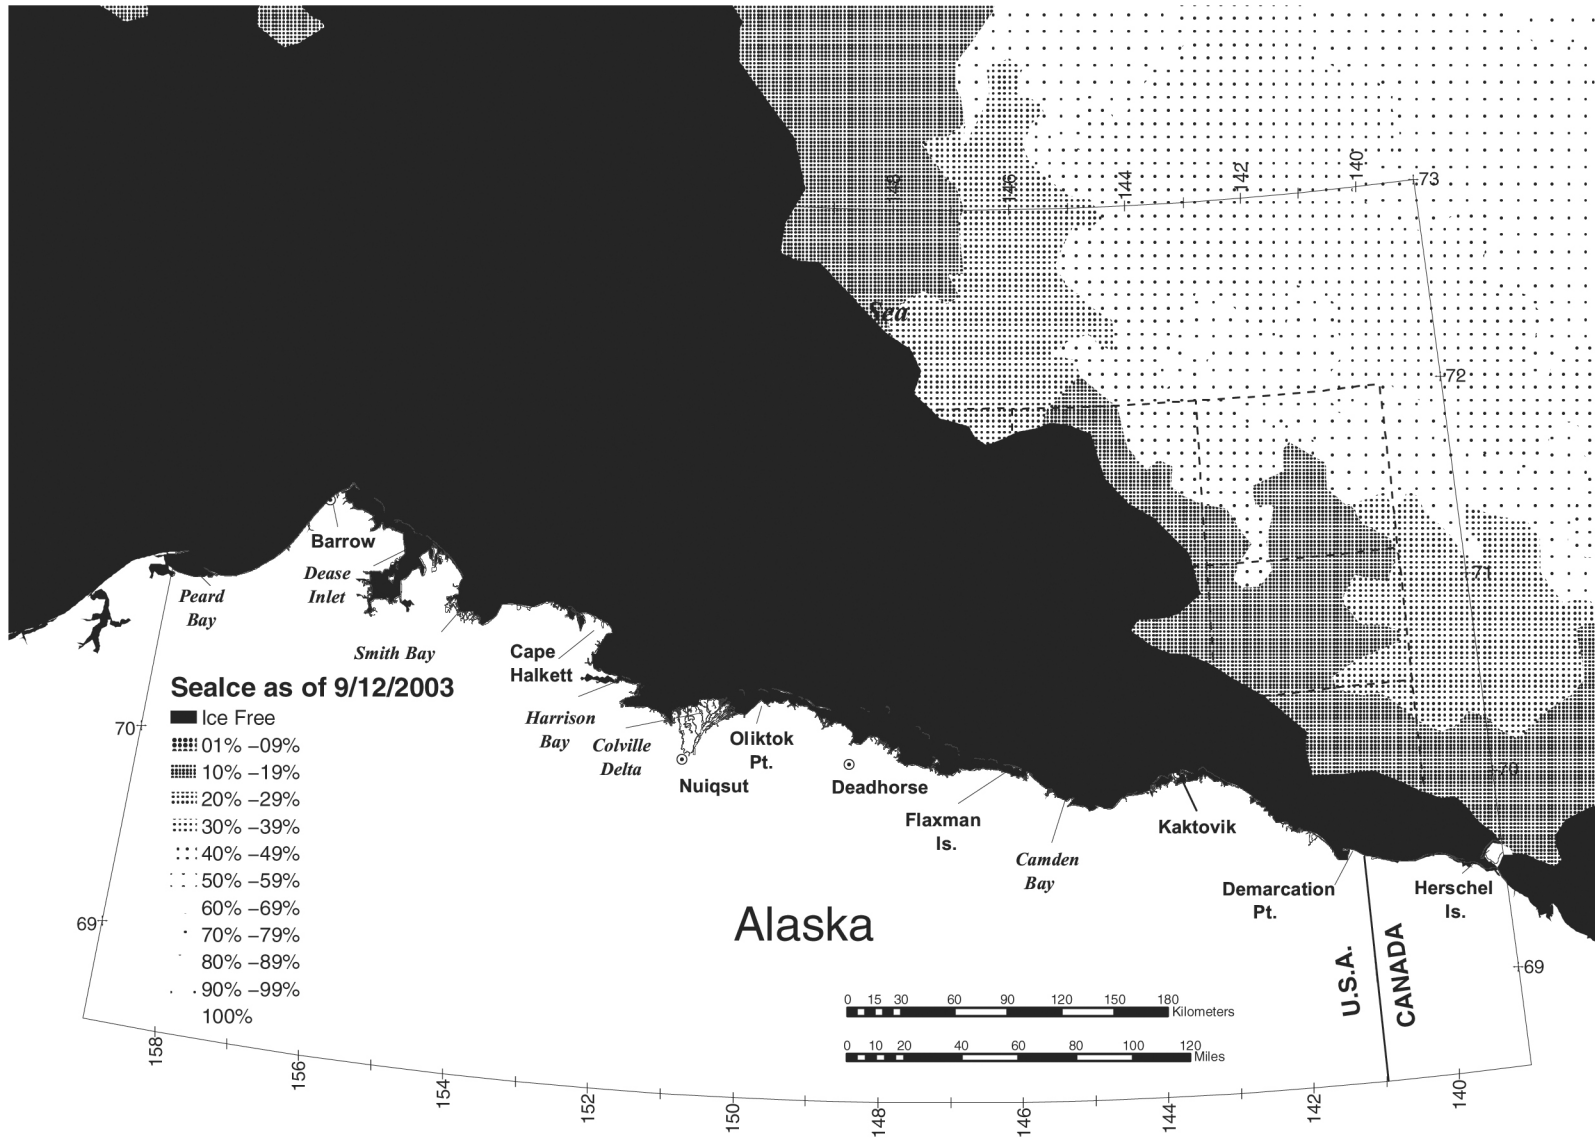 148
146
144
142
140
73
Sea
72
71
70
Barrow
Dease
Inlet
Peard
Bay
Smith Bay
Cape
Halkett
Harrison
Bay
Colville
Delta
Oliktok
Pt.
Nuiqsut
Deadhorse
Flaxman
Is.
Camden
Bay
Kaktovik
Demarcation
Pt.
Herschel
Is.
SeaIce as of 9/12/2003
Ice Free
01% –09%
10% –19%
20% –29%
30% –39%
40% –49%
50% –59%
60% –69%
70% –79%
80% –89%
90% –99%
100%
70
69
Alaska
U.S.A.
CANADA
69
0 15 30 60 90 120 150 180
Kilometers
0 10 20 40 60 80 100 120
Miles
158
156
154
152
150
148
146
144
142
140